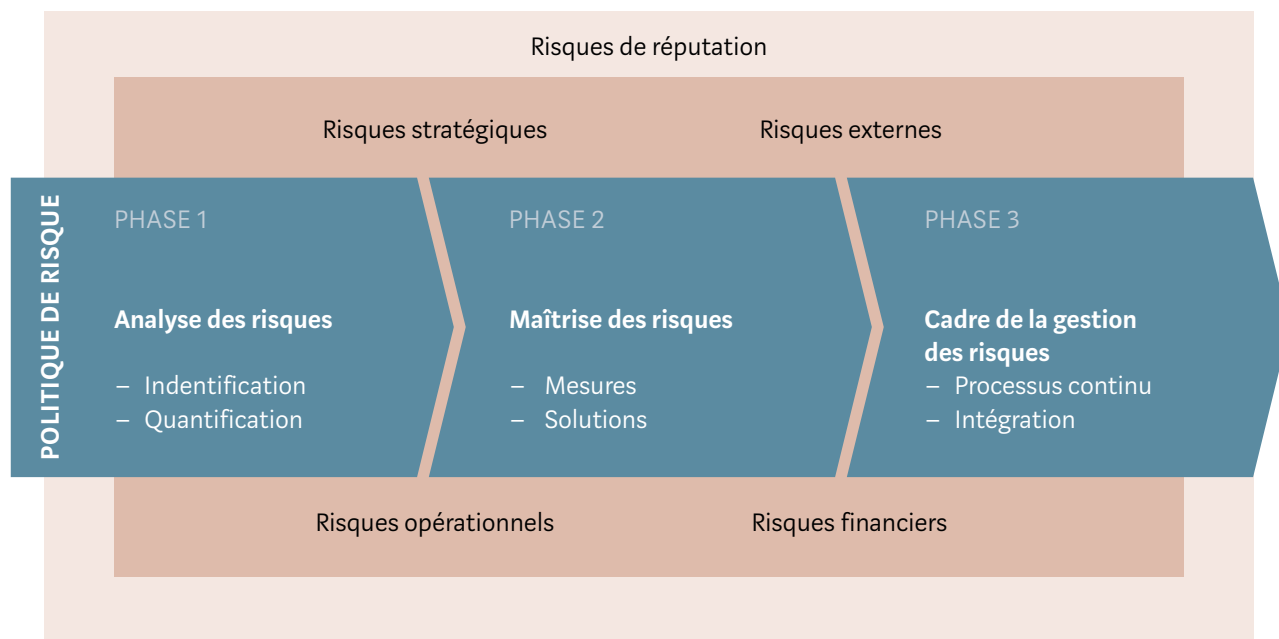 Risques de réputation
Risques stratégiques
Risques externes
POLITIQUE DE RISQUE
PHASE 1
Analyse des risques
– Indentification
– Quantification
PHASE 2
Maîtrise des risques
– Mesures
– Solutions
PHASE 3
Cadre de la gestion
des risques
– Processus continu
– Intégration
Risques opérationnels
Risques financiers